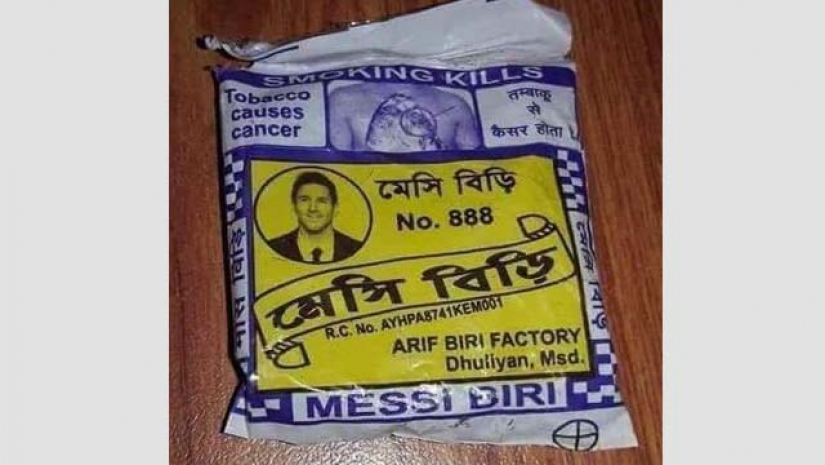 SMOKING KILLS
Tobacco
causes
cancer
तम्बाकू
से
कैसर होता
মেসি বিড়ি
No. 888
মেসি বিড়ি
R.C. No. AYHPA8741KEM001
ARIF BIRI FACTORY
Dhuliyan, Msd.
বিড়ি
মেসি বিড়ি
MESSI BIRI